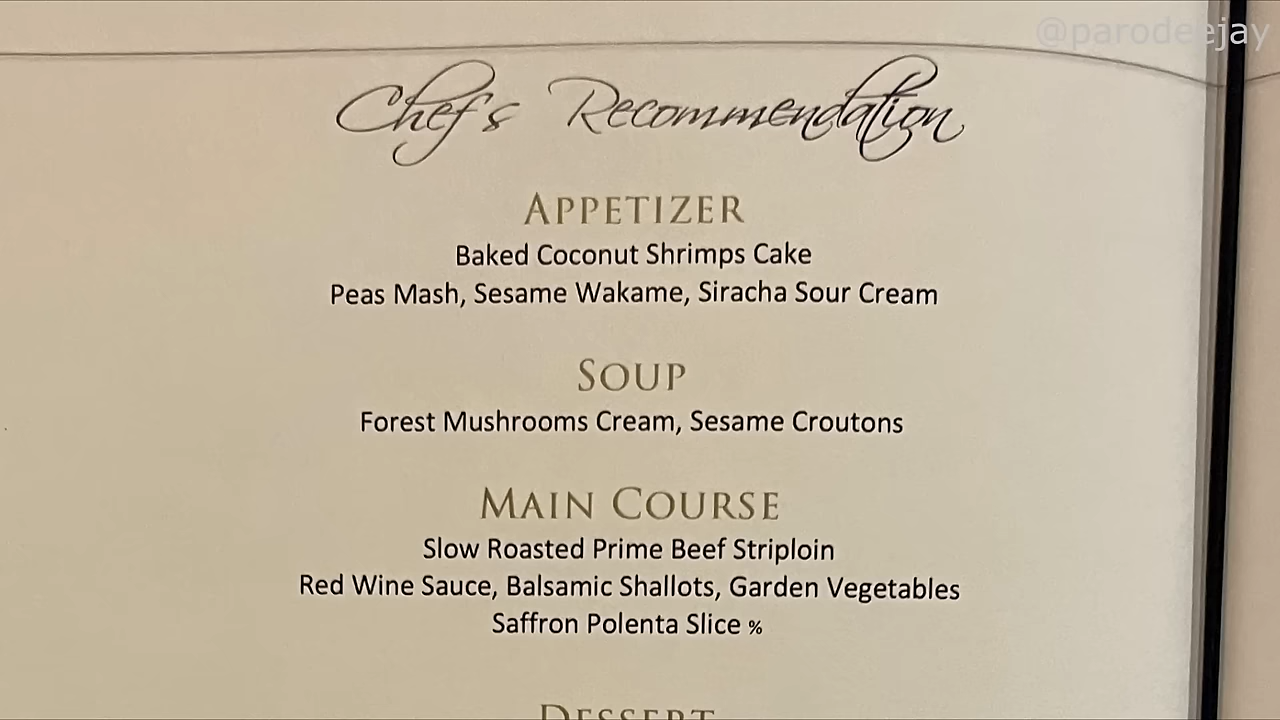 @parodeejay
Chef's Recommendation
APPETIZER
Baked Coconut Shrimps Cake
Peas Mash, Sesame Wakame, Siracha Sour Cream
SOUP
Forest Mushrooms Cream, Sesame Croutons
MAIN COURSE
Slow Roasted Prime Beef Striploin
Red Wine Sauce, Balsamic Shallots, Garden Vegetables
Saffron Polenta Slice %
DESSERT